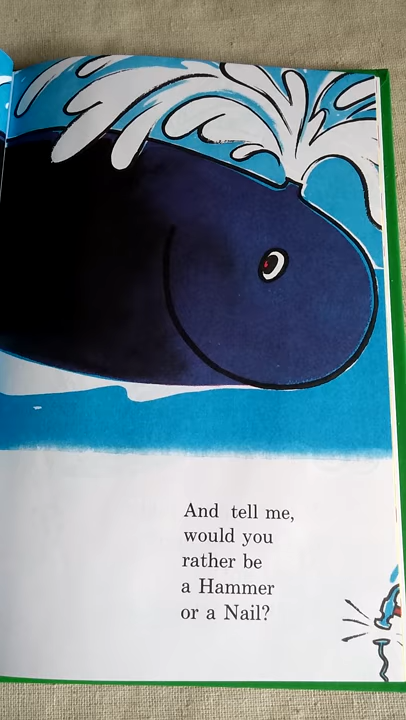 And tell me,
would you
rather be
a Hammer
or a Nail?